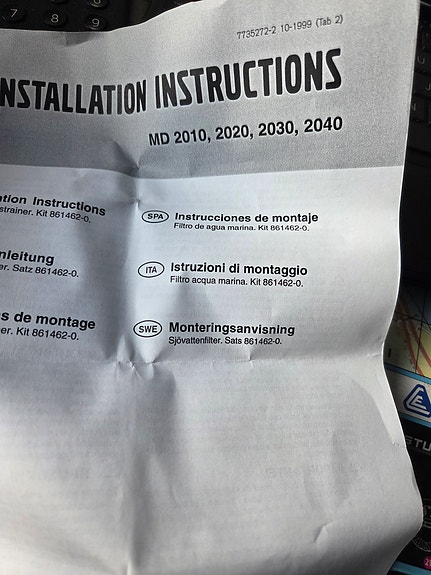 7735272-2 10-1999 (Tab 2)
NSTALLATION INSTRUCTIONS
MD 2010, 2020, 2030, 2040
tion Instructions
strainer. Kit 861462-0.
nleitung
er. Satz 861462-0.
s de montage
er. Kit 861462-0.
SPA Instrucciones de montaje
Filtro de agua marina. Kit 861462-0.
ITA Istruzioni di montaggio
Filtro acqua marina. Kit 861462-0.
SWE Monteringsanvisning
Sjövattenfilter. Sats 861462-0.
STU